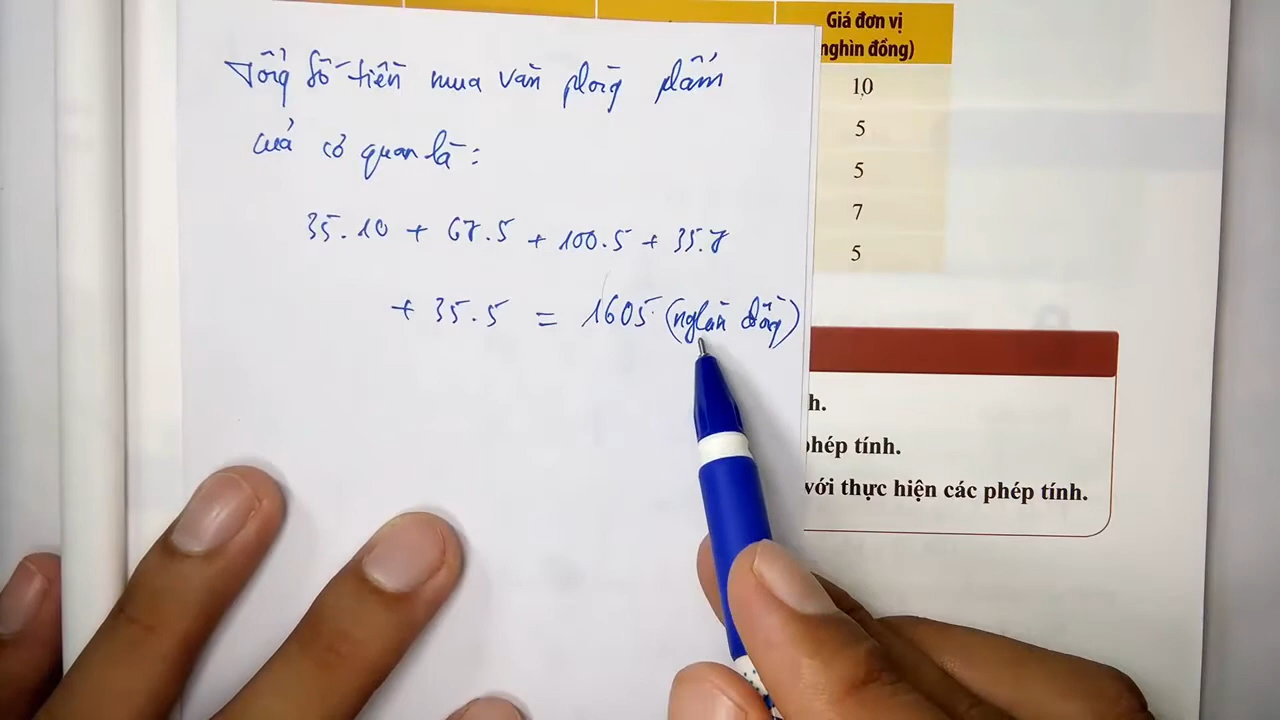 Giá đơn vị
nghìn đồng)
10
5
5
7
5
Tổng số tiền mua văn phòng phẩm
của cơ quan là:
35.10 + 67.5 + 100.5 + 35.7
+ 35.5 = 1605 (nghìn đồng)
h.
phép tính.
với thực hiện các phép tính.